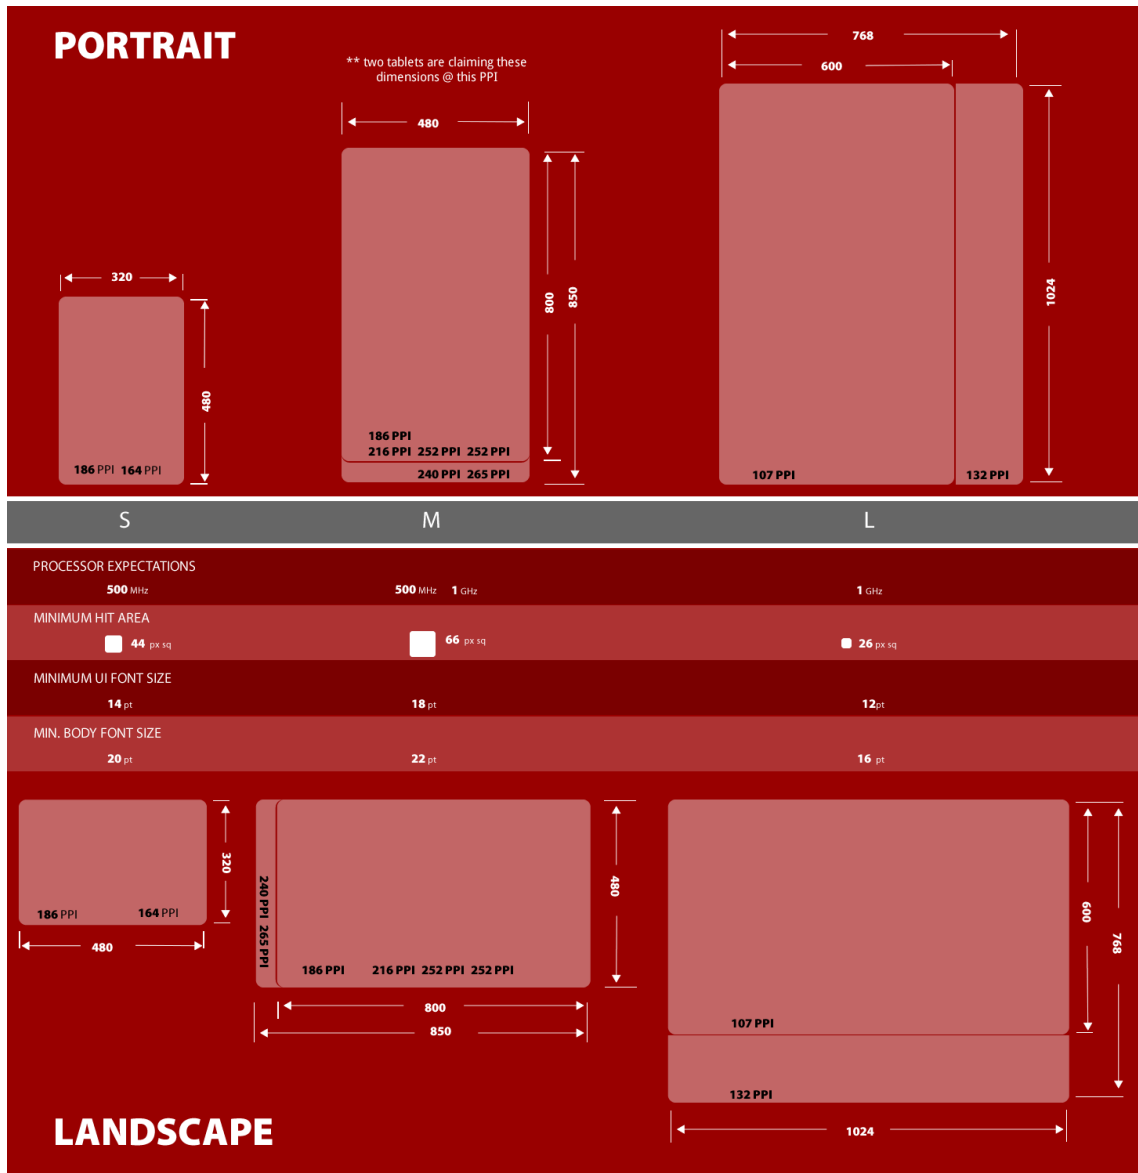 PORTRAIT
** two tablets are claiming these
dimensions @ this PPI
768
600
480
1024
800
850
320
480
186 PPI
216 PPI 252 PPI 252 PPI
240 PPI 265 PPI
186 PPI 164 PPI
107 PPI
132 PPI
S M L
PROCESSOR EXPECTATIONS
500 MHz 500 MHz 1 GHz 1 GHz
MINIMUM HIT AREA
44 px sq 66 px sq 26 px sq
MINIMUM UI FONT SIZE
14 pt 18 pt 12pt
MIN. BODY FONT SIZE
20 pt 22 pt 16 pt
320
186 PPI 164 PPI
480
240 PPI 265 PPI
480
186 PPI 216 PPI 252 PPI 252 PPI
800
850
600
768
107 PPI
132 PPI
1024
LANDSCAPE